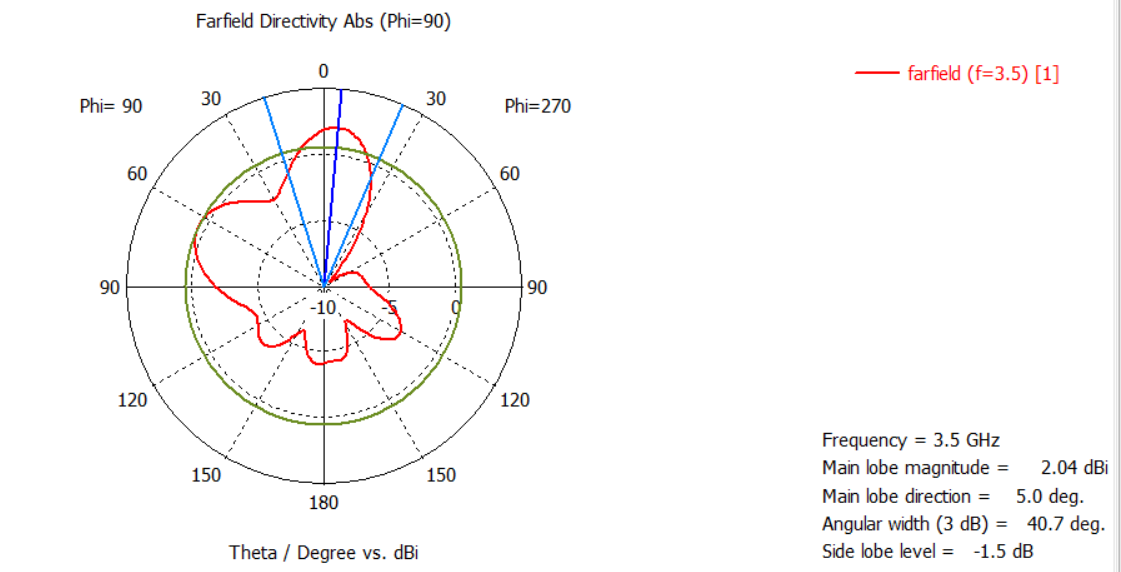 Farfield Directivity Abs (Phi=90)
farfield (f=3.5) [1]
0
Phi= 90
30
30
Phi=270
60
60
90
90
-10
-5
0
120
120
150
150
180
Theta / Degree vs. dBi
Frequency = 3.5 GHz
Main lobe magnitude = 2.04 dBi
Main lobe direction = 5.0 deg.
Angular width (3 dB) = 40.7 deg.
Side lobe level = -1.5 dB